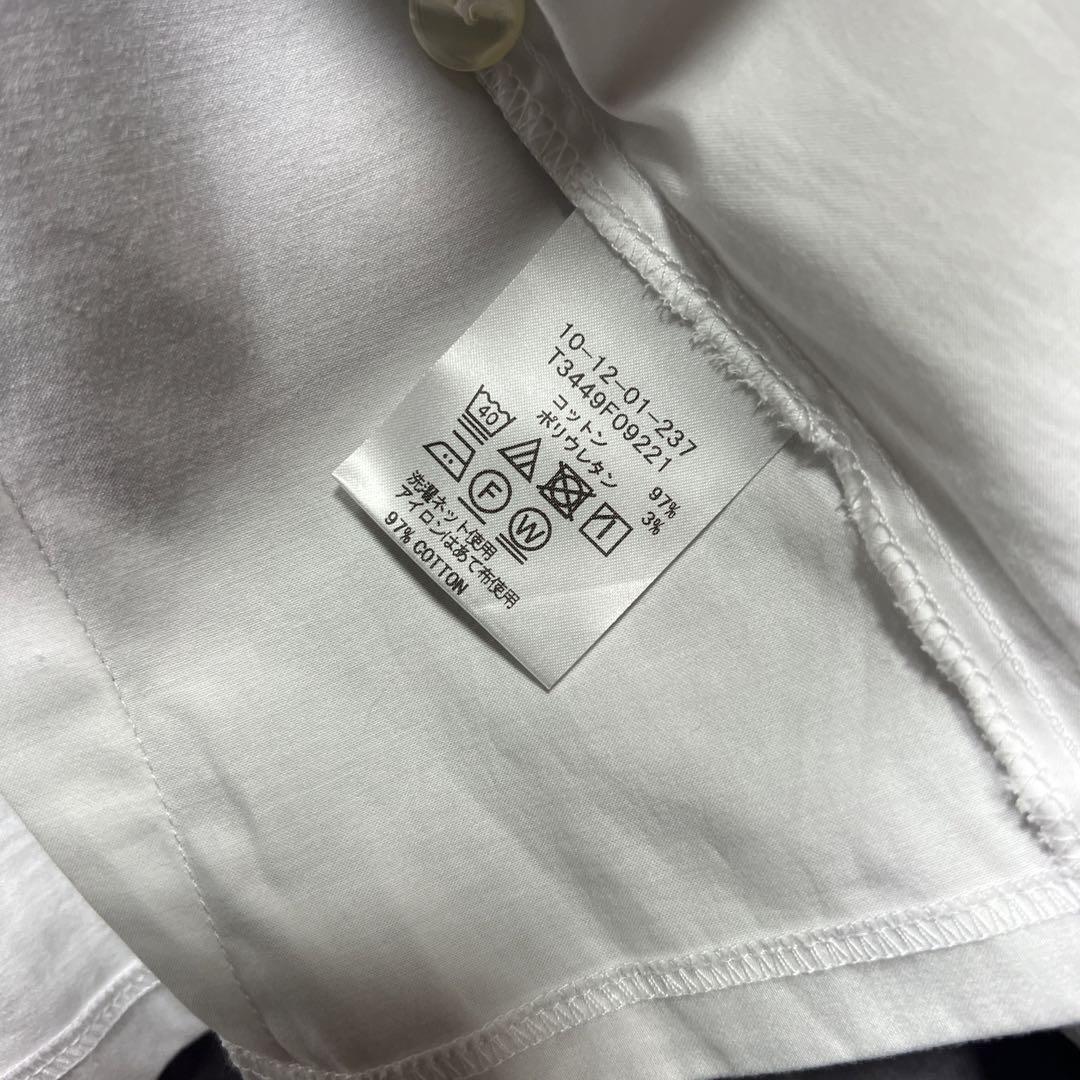 10-12-01-237
T3449F09221
コットン 97%
ポリウレタン 3%
40
F W
洗濯ネット使用
アイロンはあて布使用
97% COTTON